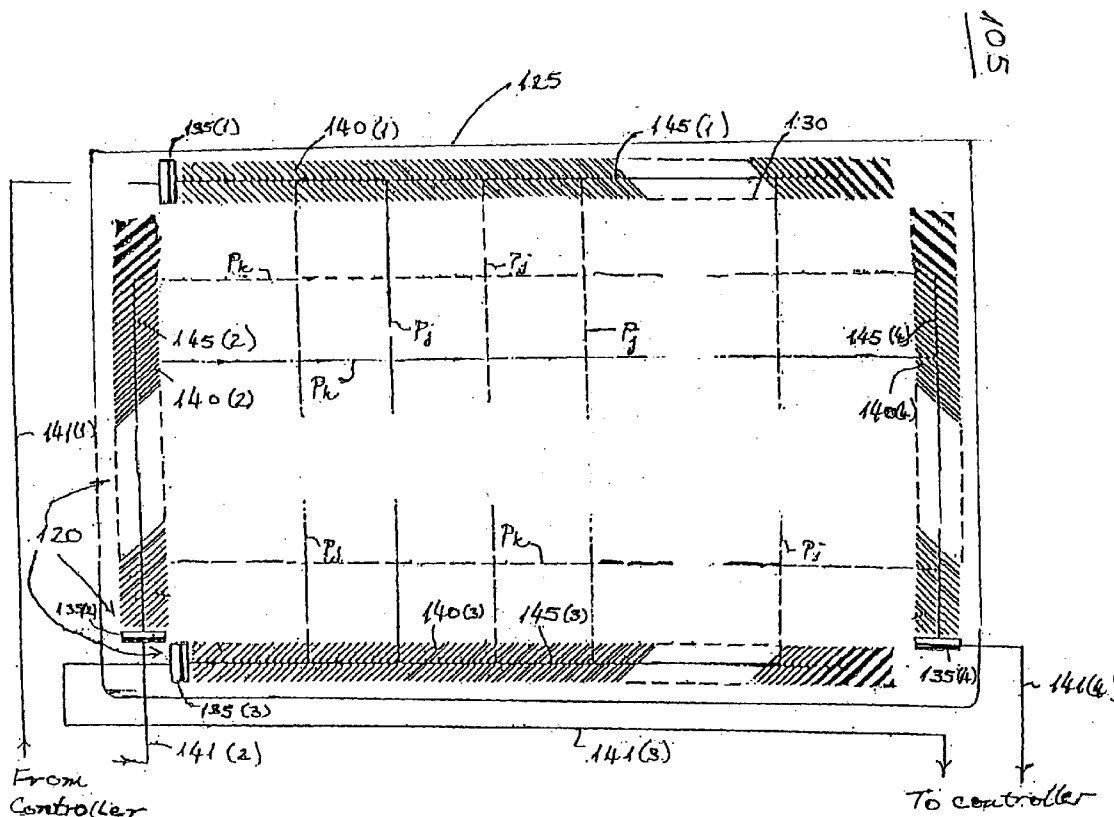 105
125
135(1)
140(1)
145(1)
130
Pk
Pj
145(2)
Pj
Pj
145(4)
140(2)
Pk
140(4)
141(1)
120
Pj
Pk
Pj
135(2)
140(3)
145(3)
135(4)
135(3)
141(4)
141(2)
141(3)
From
Controller
To controller